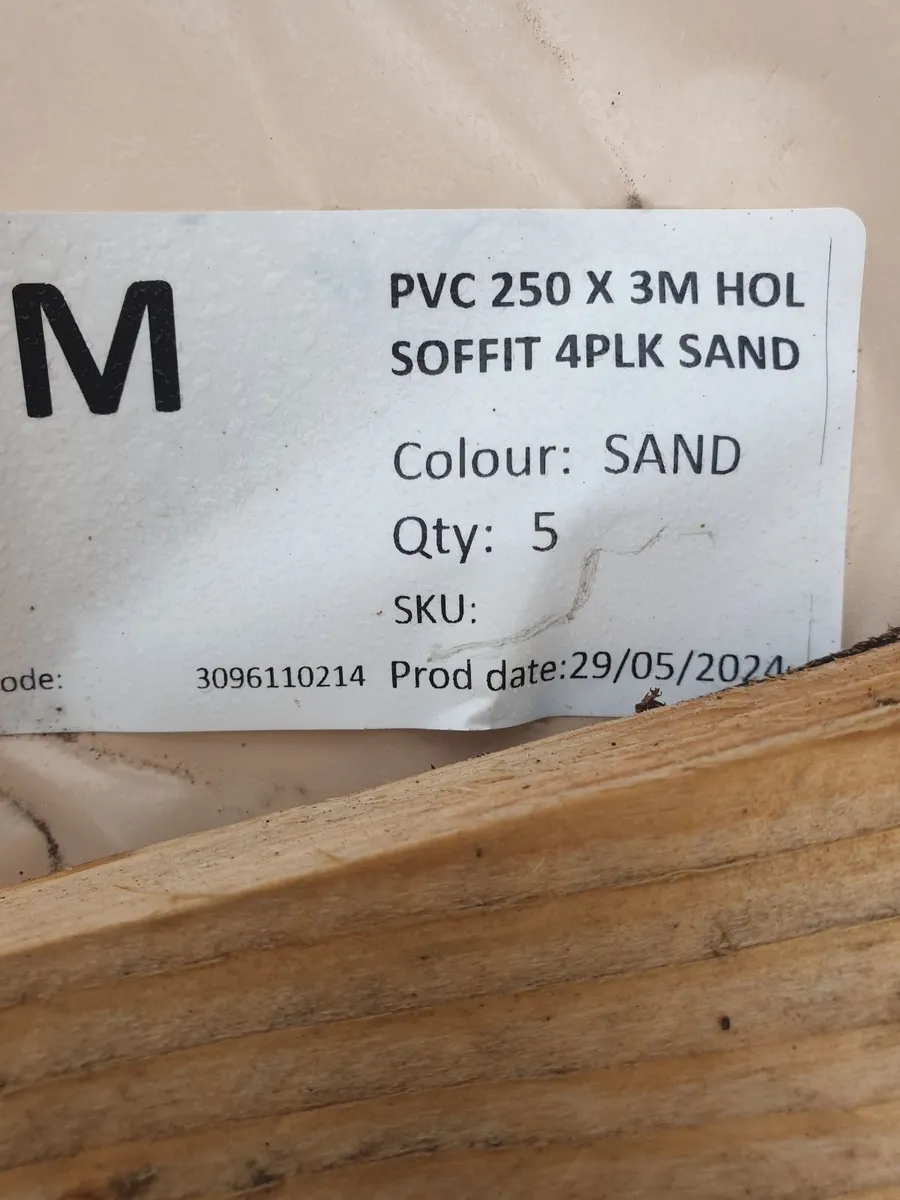 M
PVC 250 X 3M HOL
SOFFIT 4PLK SAND
Colour: SAND
Qty: 5
SKU:
ode: 3096110214 Prod date:29/05/2024